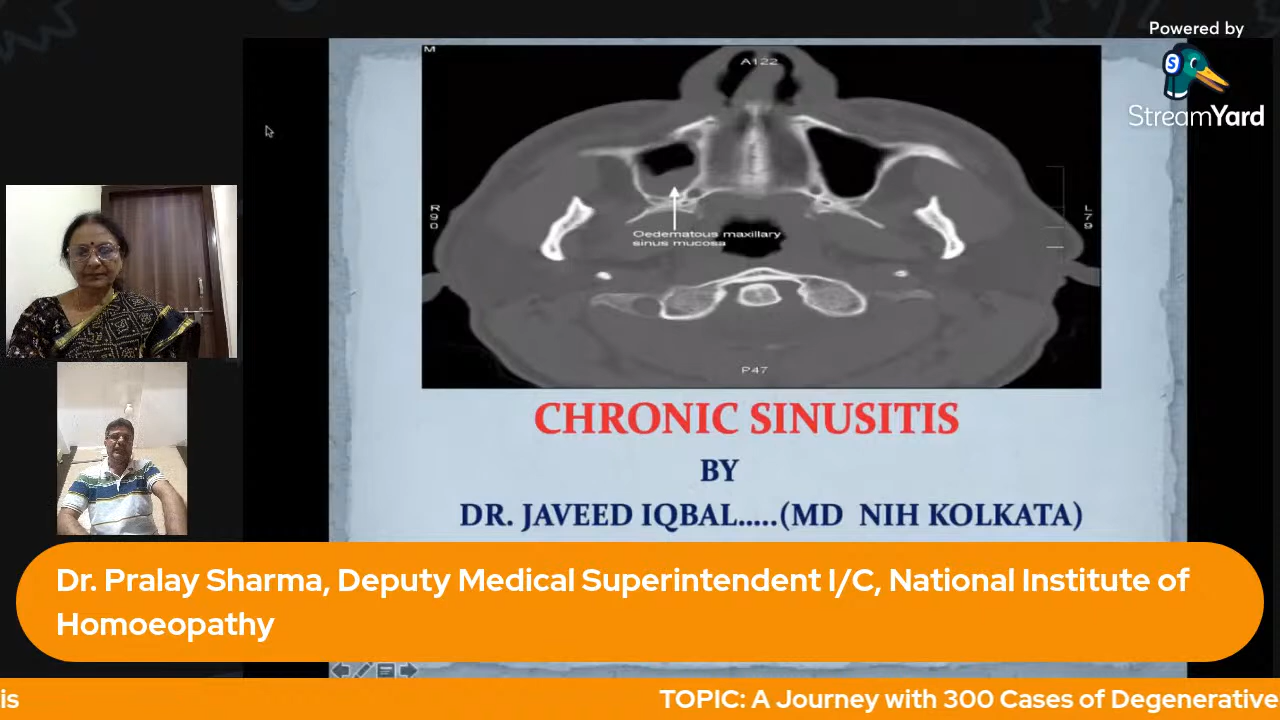 Powered by
StreamYard
M
A122
R
90
L
79
Oedematous maxillary
sinus mucosa
P47
CHRONIC SINUSITIS
BY
DR. JAVEED IQBAL.....(MD NIH KOLKATA)
Dr. Pralay Sharma, Deputy Medical Superintendent I/C, National Institute of
Homoeopathy
is TOPIC: A Journey with 300 Cases of Degenerative